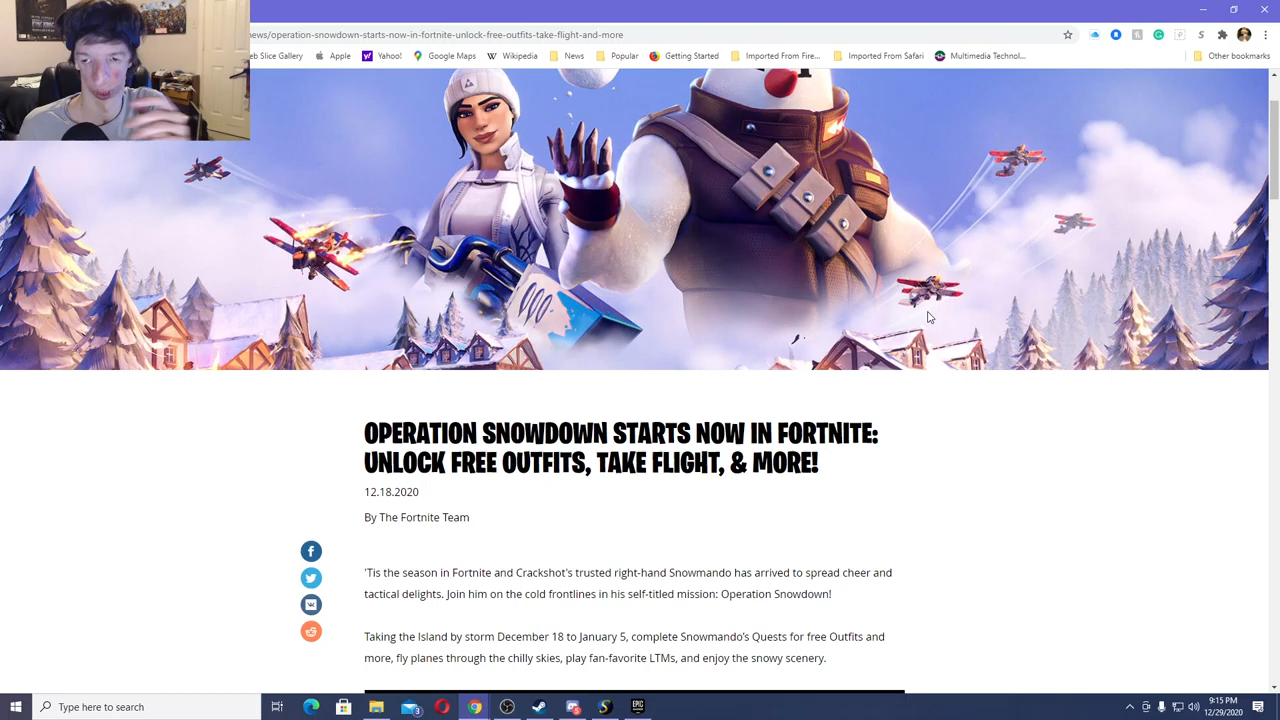 news/operation-snowdown-starts-now-in-fortnite-unlock-free-outfits-take-flight-and-more
eb Slice Gallery Apple Yahoo! Google Maps Wikipedia News Popular Getting Started Imported From Fire... Imported From Safari Multimedia Technol... Other bookmarks
OPERATION SNOWDOWN STARTS NOW IN FORTNITE:
UNLOCK FREE OUTFITS, TAKE FLIGHT, & MORE!
12.18.2020
By The Fortnite Team
'Tis the season in Fortnite and Crackshot's trusted right-hand Snowmando has arrived to spread cheer and
tactical delights. Join him on the cold frontlines in his self-titled mission: Operation Snowdown!
Taking the Island by storm December 18 to January 5, complete Snowmando's Quests for free Outfits and
more, fly planes through the chilly skies, play fan-favorite LTMs, and enjoy the snowy scenery.
Type here to search
3
5
EPIC
9:15 PM
12/29/2020